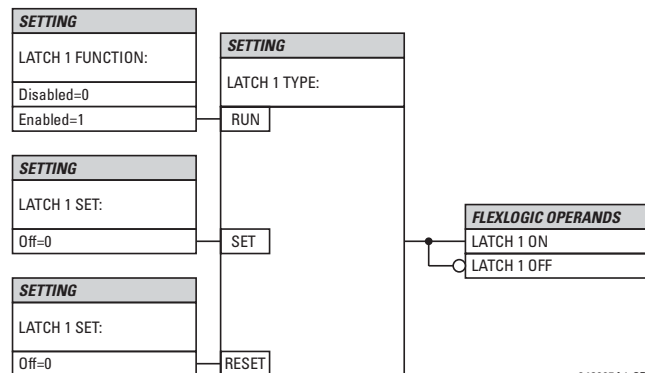 SETTING
LATCH 1 FUNCTION:
Disabled=0
Enabled=1
SETTING
LATCH 1 TYPE:
RUN
SETTING
LATCH 1 SET:
Off=0
SET
SETTING
LATCH 1 SET:
Off=0
RESET
FLEXLOGIC OPERANDS
LATCH 1 ON
LATCH 1 OFF